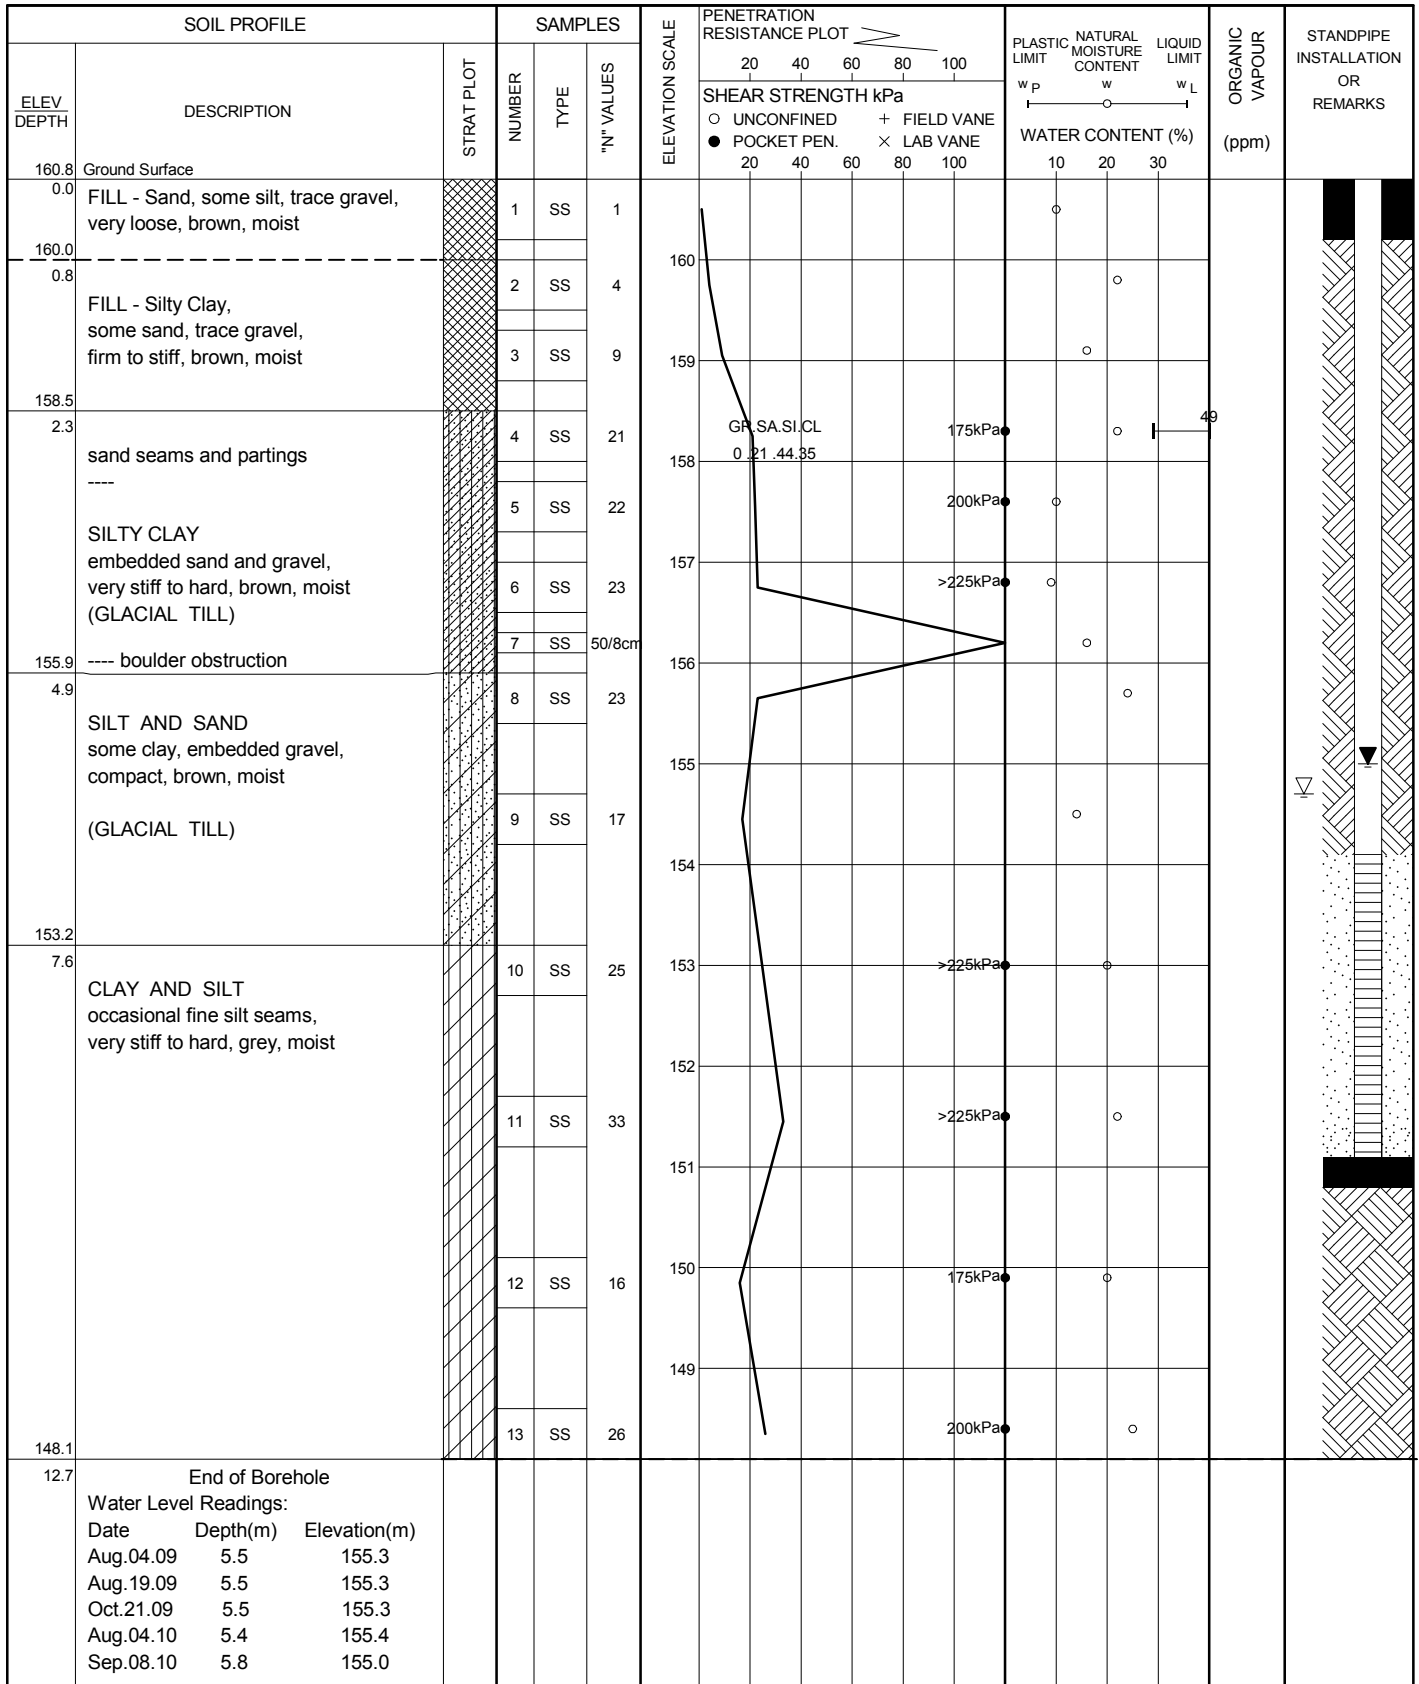 SOIL PROFILE
SAMPLES
ELEV
DEPTH
DESCRIPTION
STRAT PLOT
NUMBER
TYPE
"N" VALUES
ELEVATION SCALE
PENETRATION
RESISTANCE PLOT
20 40 60 80 100
SHEAR STRENGTH kPa
UNCONFINED + FIELD VANE
POCKET PEN. × LAB VANE
20 40 60 80 100
PLASTIC LIMIT
NATURAL MOISTURE CONTENT
LIQUID LIMIT
w P w w L
WATER CONTENT (%)
10 20 30
ORGANIC VAPOUR
(ppm)
STANDPIPE
INSTALLATION
OR
REMARKS
160.8 Ground Surface
0.0
FILL - Sand, some silt, trace gravel,
very loose, brown, moist
1 SS 1
160.0
0.8
160
2 SS 4
FILL - Silty Clay,
some sand, trace gravel,
firm to stiff, brown, moist
3 SS 9
159
158.5
2.3
49
GR.SA.SI.CL
0 .21 .44.35
4 SS 21
175kPa
sand seams and partings
----
158
5 SS 22
200kPa
SILTY CLAY
embedded sand and gravel,
very stiff to hard, brown, moist
(GLACIAL TILL)
157
6 SS 23
>225kPa
7 SS 50/8cm
---- boulder obstruction
155.9
156
4.9
8 SS 23
SILT AND SAND
some clay, embedded gravel,
compact, brown, moist
155
(GLACIAL TILL)
9 SS 17
154
153.2
7.6
10 SS 25
153
>225kPa
CLAY AND SILT
occasional fine silt seams,
very stiff to hard, grey, moist
152
11 SS 33
>225kPa
151
150
12 SS 16
175kPa
149
13 SS 26
200kPa
148.1
12.7
End of Borehole
Water Level Readings:
Date Depth(m) Elevation(m)
Aug.04.09 5.5 155.3
Aug.19.09 5.5 155.3
Oct.21.09 5.5 155.3
Aug.04.10 5.4 155.4
Sep.08.10 5.8 155.0